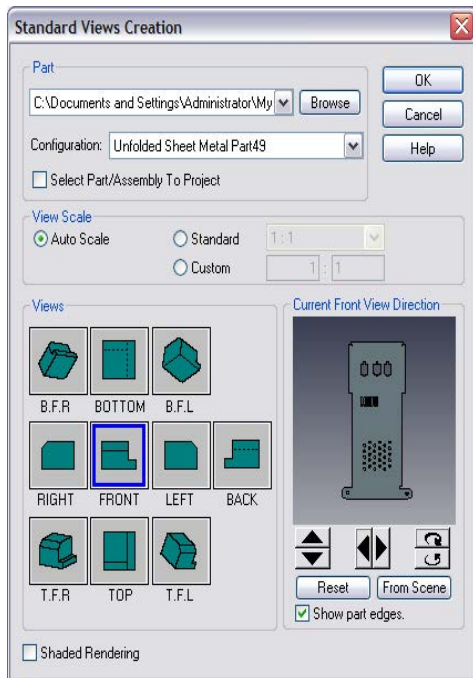 Standard Views Creation
Part
C:\Documents and Settings\Administrator\My
Browse
OK
Cancel
Help
Configuration: Unfolded Sheet Metal Part49
Select Part/Assembly To Project
View Scale
Auto Scale
Standard
1:1
Custom
1 : 1
Views
B.F.R BOTTOM B.F.L
RIGHT FRONT LEFT BACK
T.F.R TOP T.F.L
Current Front View Direction
Reset
From Scene
Show part edges.
Shaded Rendering